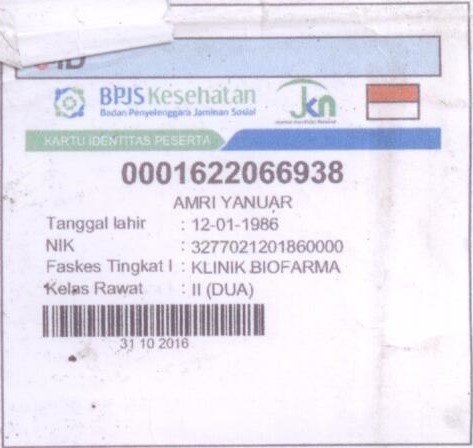 ID
BPJS Kesehatan
Badan Penyelenggara Jaminan Sosial
JKN
KARTU IDENTITAS PESERTA
0001622066938
AMRI YANUAR
Tanggal lahir : 12-01-1986
NIK : 3277021201860000
Faskes Tingkat I : KLINIK BIOFARMA
Kelas Rawat : II (DUA)
31 10 2016